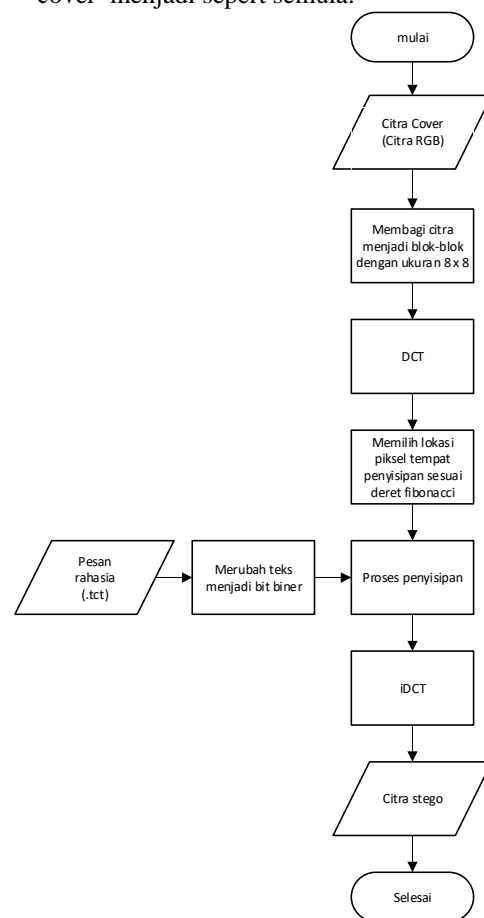 cover menjadi sepert semula.
mulai
Citra Cover
(Citra RGB)
Membagi citra
menjadi blok-blok
dengan ukuran 8 x 8
DCT
Memilih lokasi
piksel tempat
penyisipan sesuai
deret fibonacci
Pesan
rahasia
(.tct)
Merubah teks
menjadi bit biner
Proses penyisipan
iDCT
Citra stego
Selesai